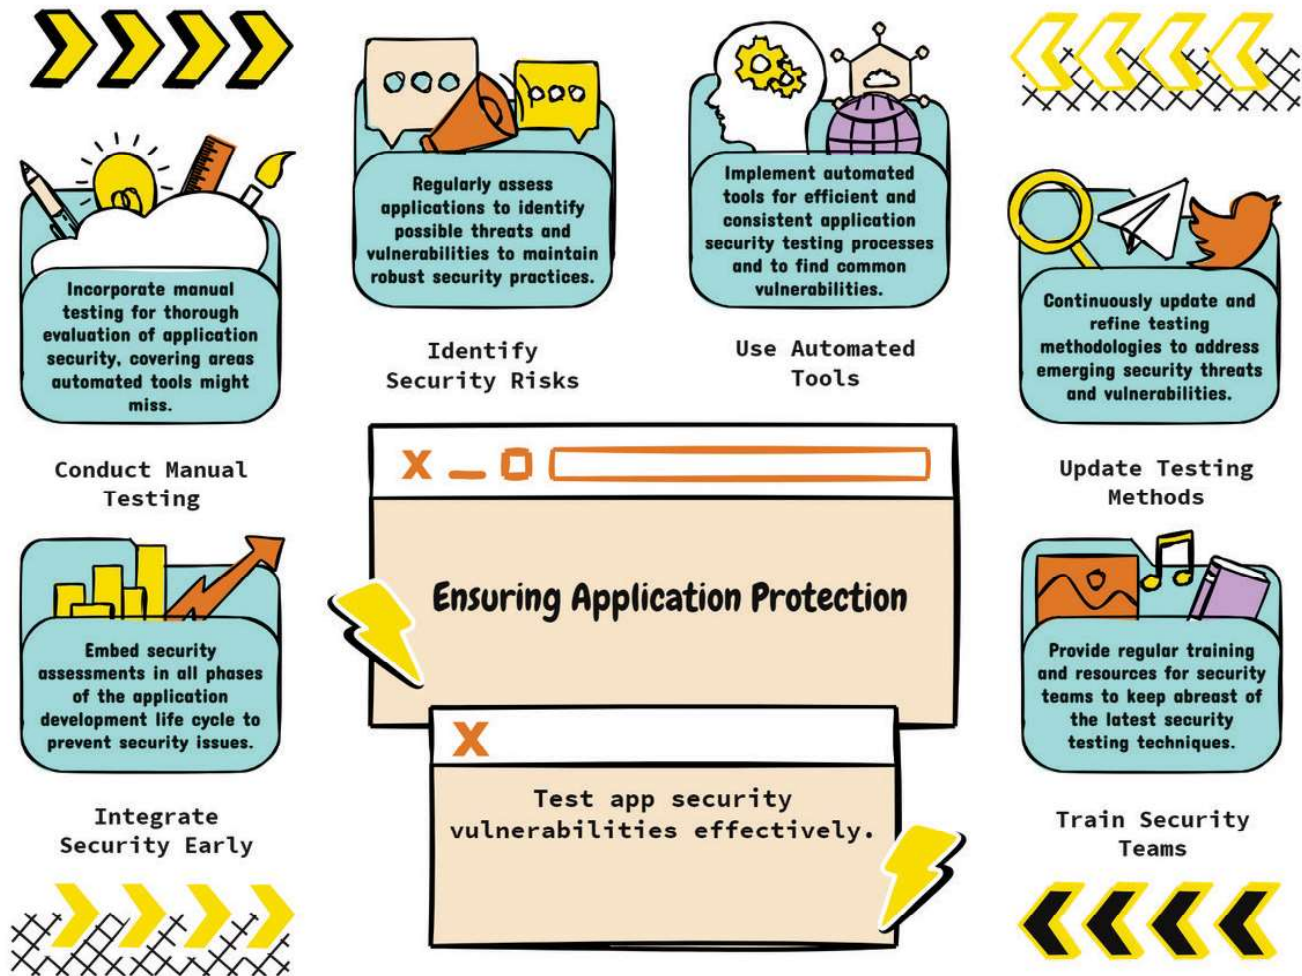 Regularly assess
applications to identify
possible threats and
vulnerabilities to maintain
robust security practices.
Identify
Security Risks
Implement automated
tools for efficient and
consistent application
security testing processes
and to find common
vulnerabilities.
Use Automated
Tools
Incorporate manual
testing for thorough
evaluation of application
security, covering areas
automated tools might
miss.
Conduct Manual
Testing
Continuously update and
refine testing
methodologies to address
emerging security threats
and vulnerabilities.
Update Testing
Methods
X
Ensuring Application Protection
Embed security
assessments in all phases
of the application
development life cycle to
prevent security issues.
Integrate
Security Early
X
Test app security
vulnerabilities effectively.
Provide regular training
and resources for security
teams to keep abreast of
the latest security
testing techniques.
Train Security
Teams